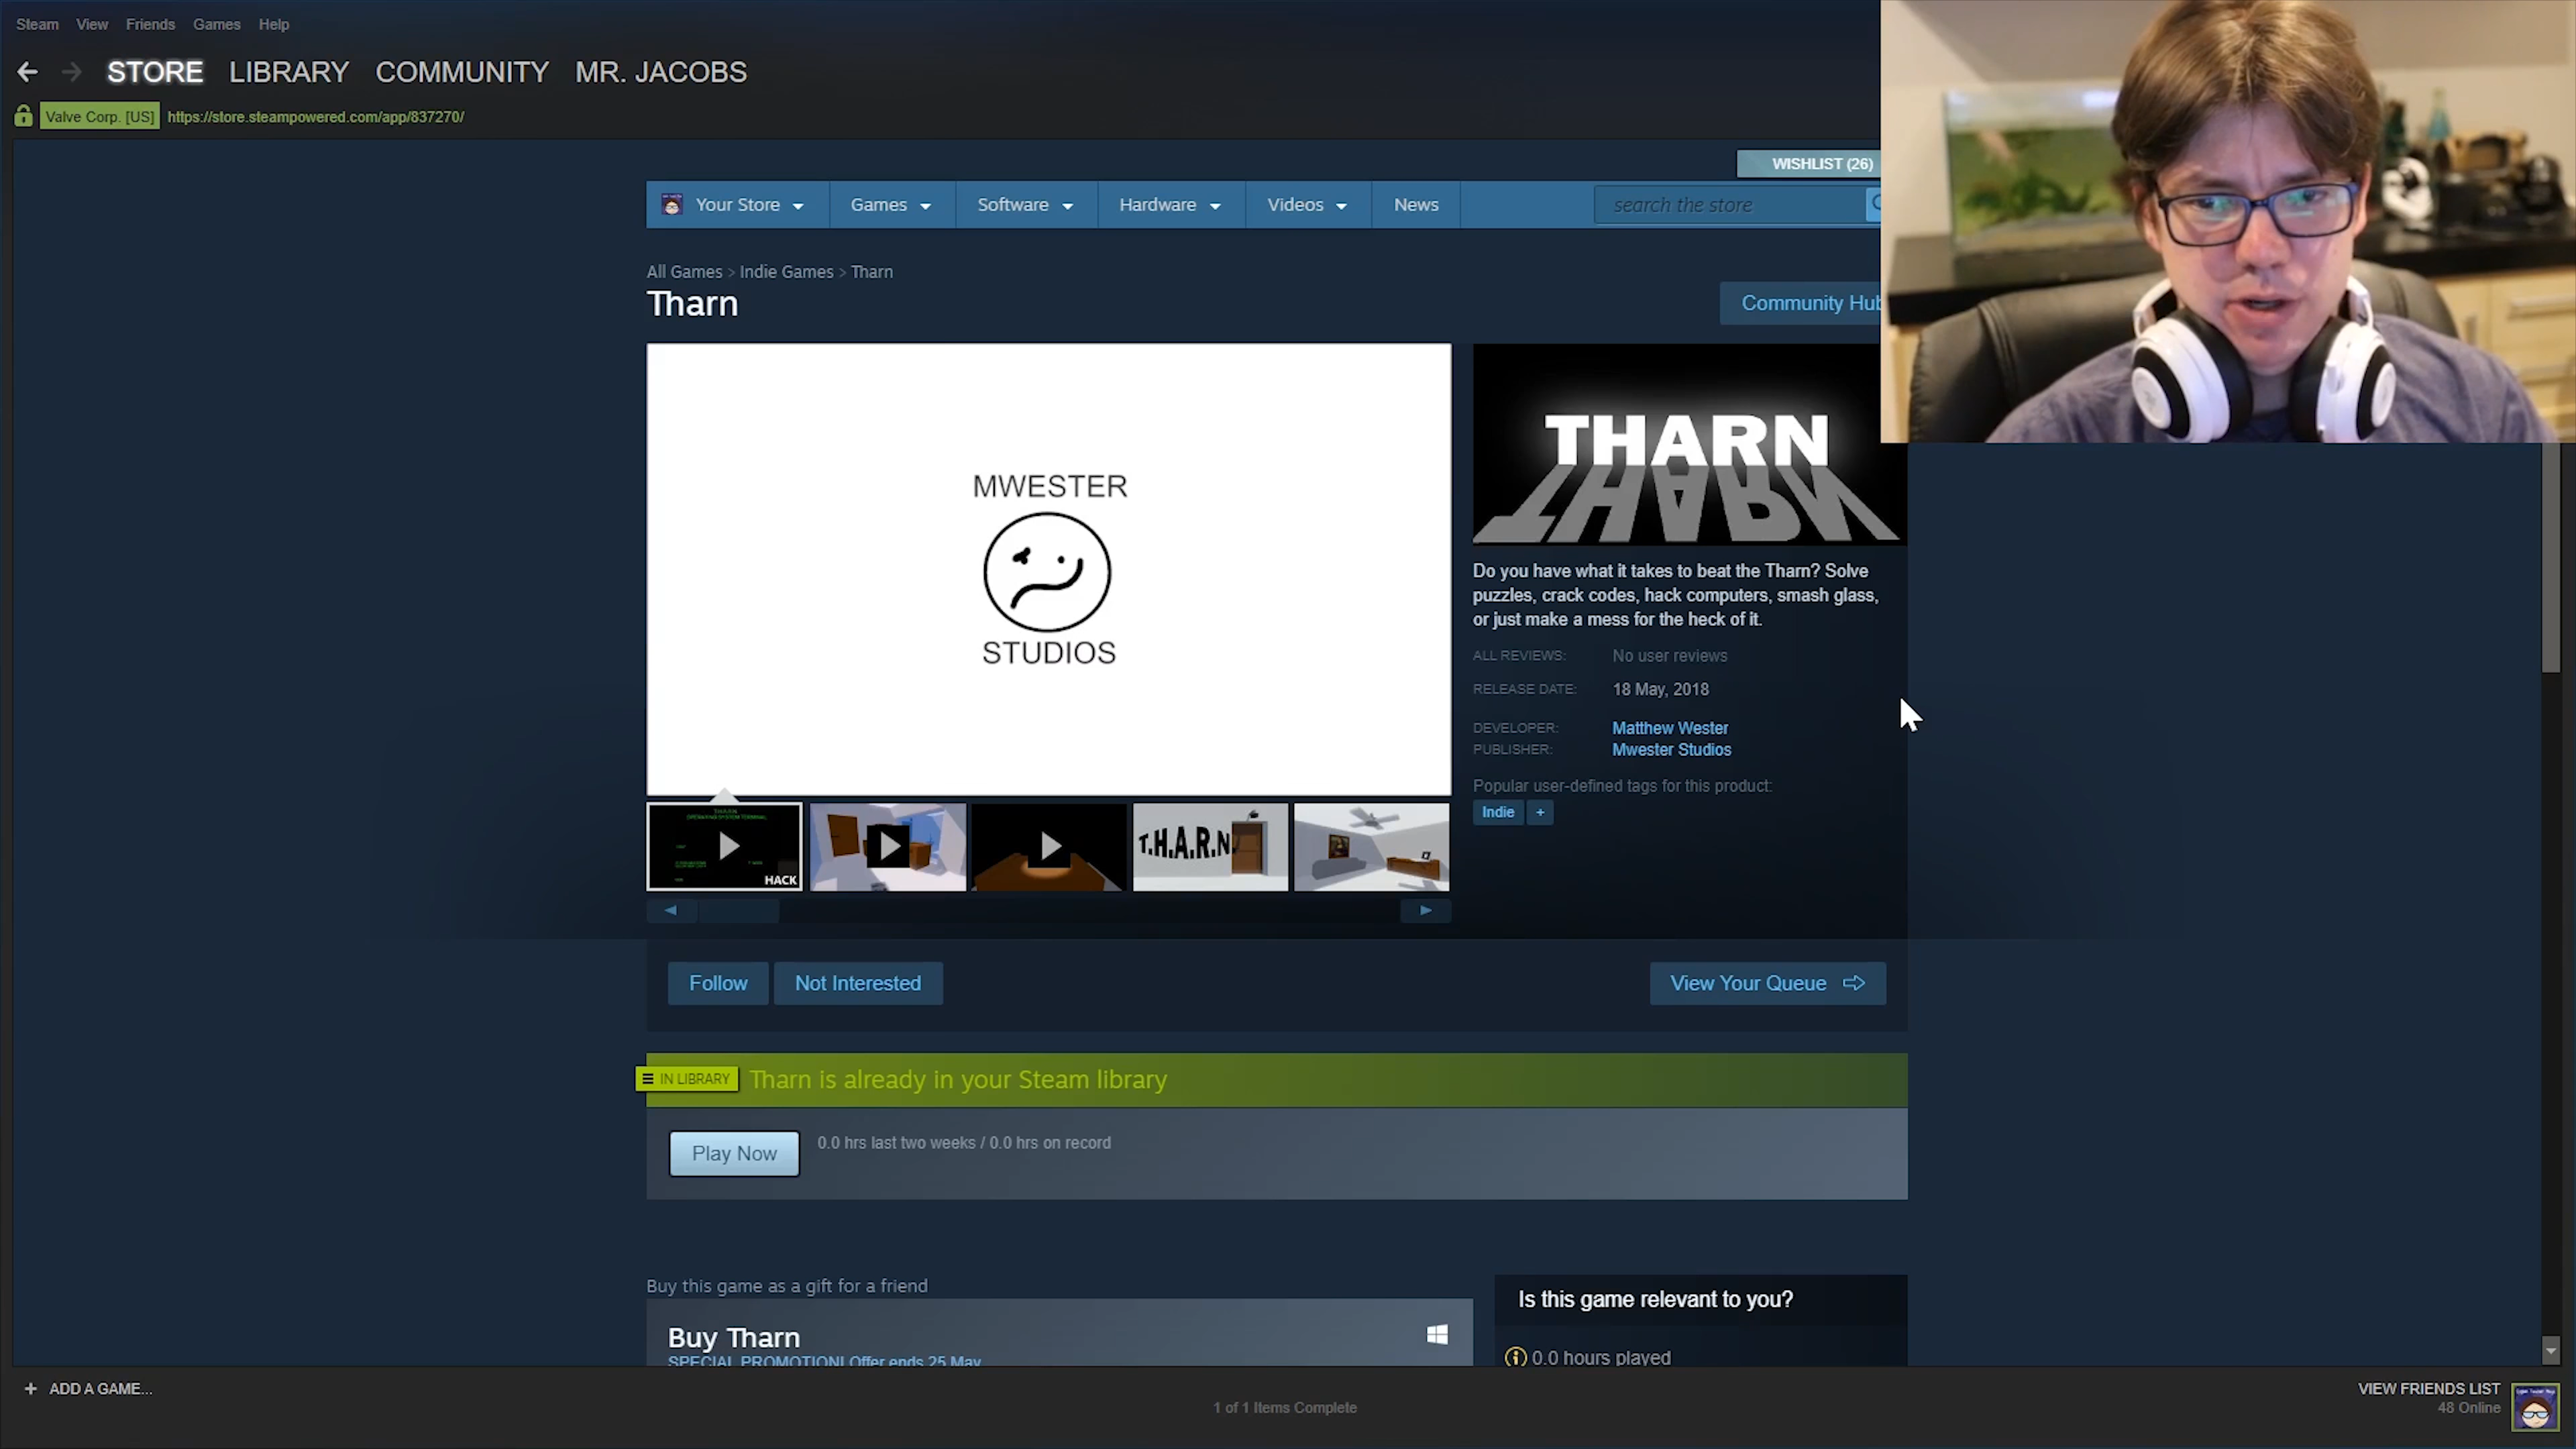 Steam View Friends Games Help
STORE LIBRARY COMMUNITY MR. JACOBS
Valve Corp. [US] https://store.steampowered.com/app/837270/
WISHLIST (26)
Your Store Games Software Hardware Videos News search the store
All Games > Indie Games > Tharn
Tharn
Community Hub
MWESTER
STUDIOS
THARN
Do you have what it takes to beat the Tharn? Solve
puzzles, crack codes, hack computers, smash glass,
or just make a mess for the heck of it.
ALL REVIEWS: No user reviews
RELEASE DATE: 18 May, 2018
DEVELOPER: Matthew Wester
PUBLISHER: Mwester Studios
Popular user-defined tags for this product:
Indie +
HACK
T.H.A.R.N.
Follow Not Interested View Your Queue
IN LIBRARY Tharn is already in your Steam library
Play Now 0.0 hrs last two weeks / 0.0 hrs on record
Buy this game as a gift for a friend
Buy Tharn
SPECIAL PROMOTION! Offer ends 25 May
Is this game relevant to you?
0.0 hours played
+ ADD A GAME...
1 of 1 Items Complete
VIEW FRIENDS LIST
48 Online